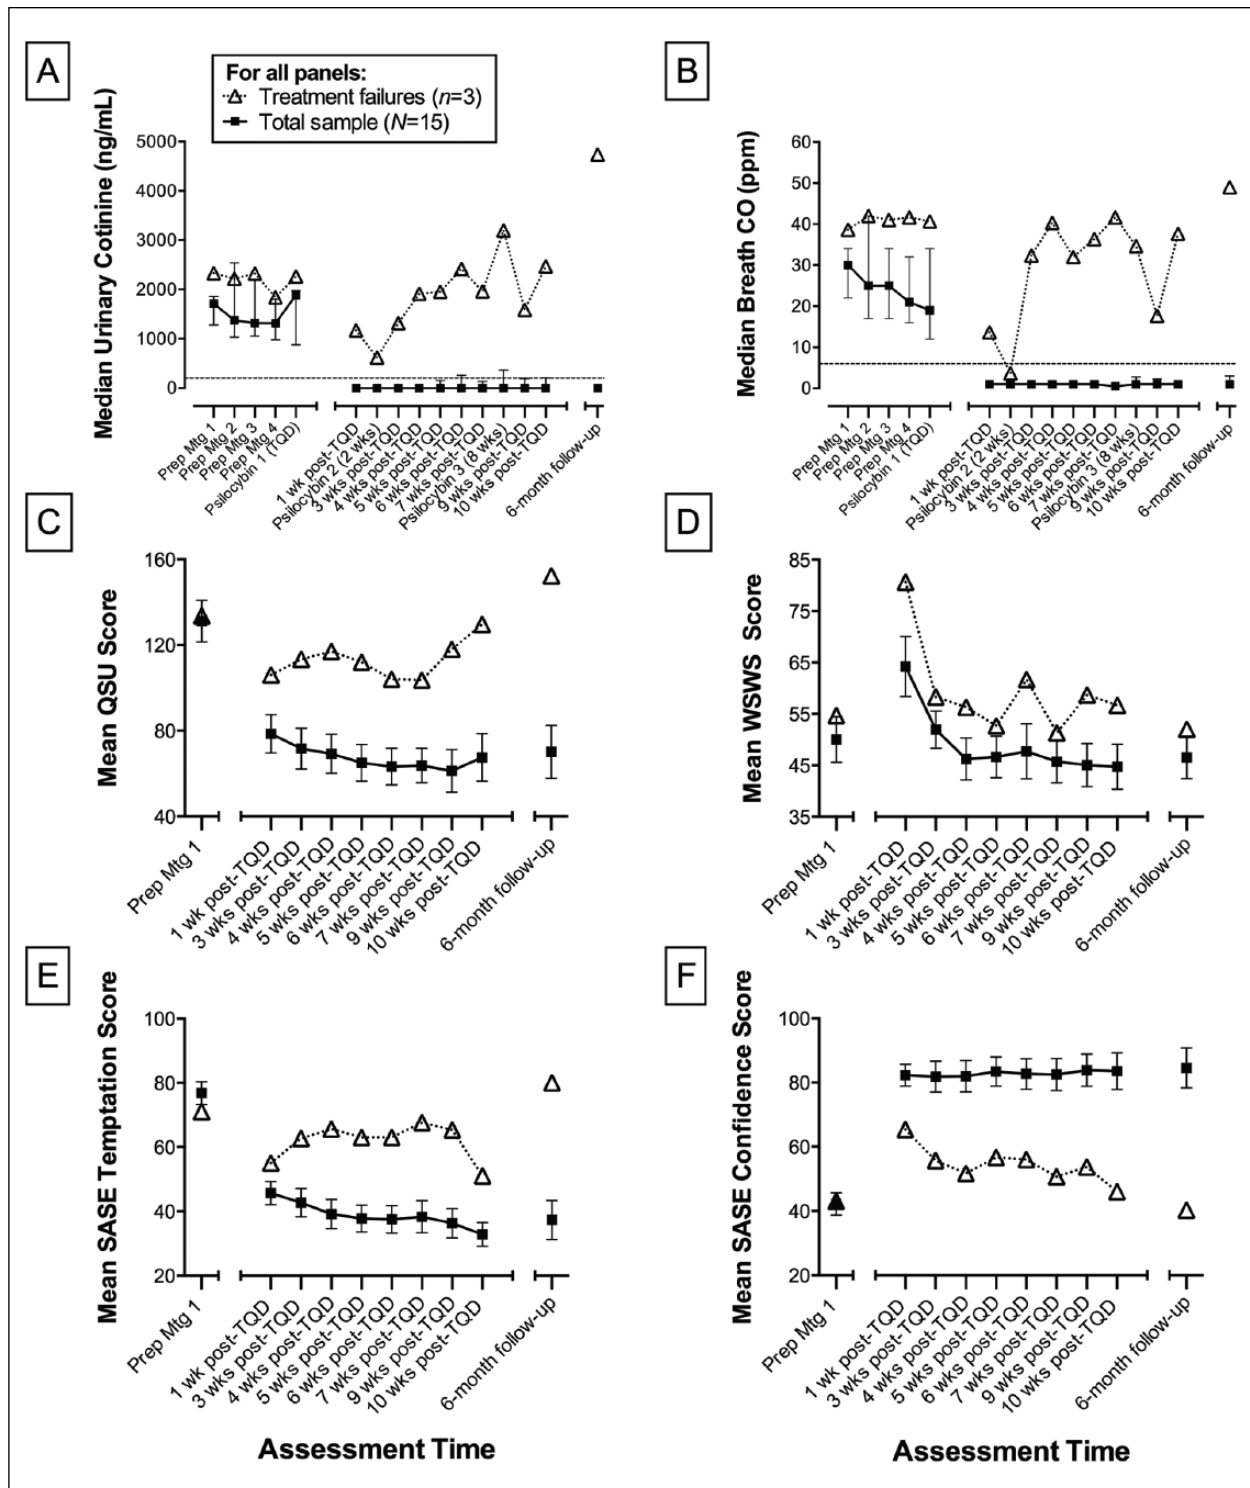 A
For all panels:
Treatment failures (n=3)
Total sample (N=15)
Median Urinary Cotinine (ng/mL)
5000
4000
3000
2000
1000
0
Prep Mtg 1
Prep Mtg 2
Prep Mtg 3
Prep Mtg 4
Psilocybin 1 (TQD)
1 wk post-TQD
Psilocybin 2 (2 wks)
3 wks post-TQD
4 wks post-TQD
5 wks post-TQD
6 wks post-TQD
7 wks post-TQD
Psilocybin 3 (8 wks)
9 wks post-TQD
10 wks post-TQD
6-month follow-up
B
Median Breath CO (ppm)
60
50
40
30
20
10
0
Prep Mtg 1
Prep Mtg 2
Prep Mtg 3
Prep Mtg 4
Psilocybin 1 (TQD)
1 wk post-TQD
Psilocybin 2 (2 wks)
3 wks post-TQD
4 wks post-TQD
5 wks post-TQD
6 wks post-TQD
7 wks post-TQD
Psilocybin 3 (8 wks)
9 wks post-TQD
10 wks post-TQD
6-month follow-up
C
Mean QSU Score
160
120
80
40
Prep Mtg 1
1 wk post-TQD
3 wks post-TQD
4 wks post-TQD
5 wks post-TQD
6 wks post-TQD
7 wks post-TQD
9 wks post-TQD
10 wks post-TQD
6-month follow-up
D
Mean WSWS Score
85
75
65
55
45
35
Prep Mtg 1
1 wk post-TQD
3 wks post-TQD
4 wks post-TQD
5 wks post-TQD
6 wks post-TQD
7 wks post-TQD
9 wks post-TQD
10 wks post-TQD
6-month follow-up
E
Mean SASE Temptation Score
100
80
60
40
20
Prep Mtg 1
1 wk post-TQD
3 wks post-TQD
4 wks post-TQD
5 wks post-TQD
6 wks post-TQD
7 wks post-TQD
9 wks post-TQD
10 wks post-TQD
6-month follow-up
Assessment Time
F
Mean SASE Confidence Score
100
80
60
40
20
Prep Mtg 1
1 wk post-TQD
3 wks post-TQD
4 wks post-TQD
5 wks post-TQD
6 wks post-TQD
7 wks post-TQD
9 wks post-TQD
10 wks post-TQD
6-month follow-up
Assessment Time